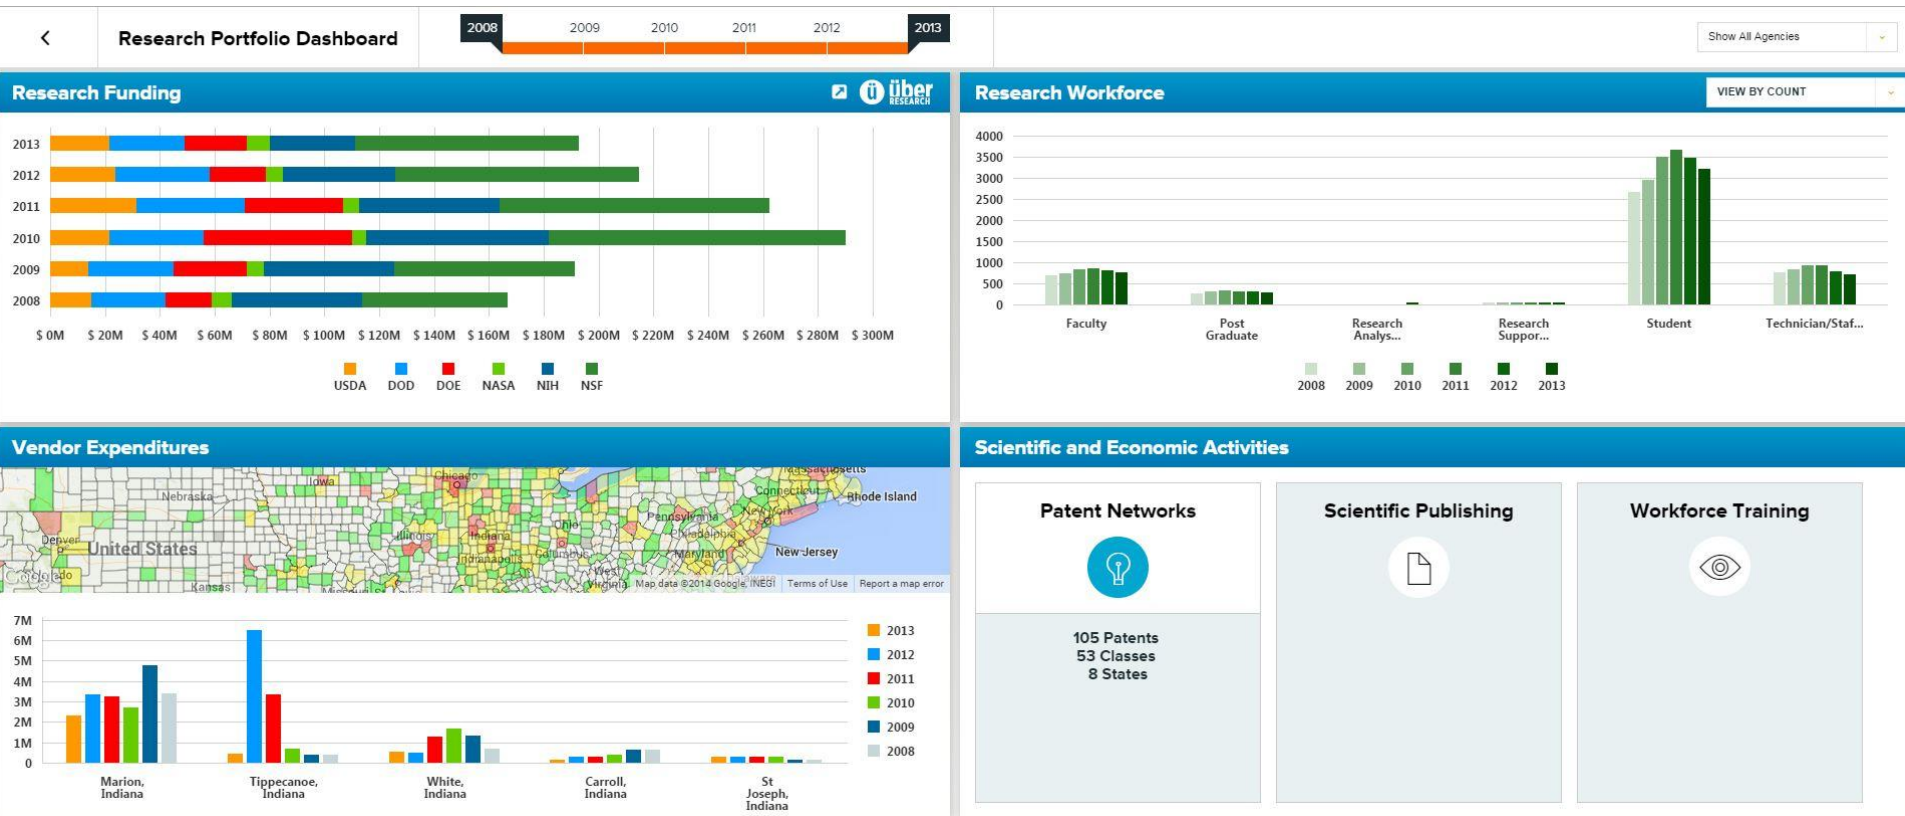 Research Portfolio Dashboard
2008 2009 2010 2011 2012 2013
Show All Agencies
Research Funding
ü über
RESEARCH
2013
2012
2011
2010
2009
2008
$ 0M $ 20M $ 40M $ 60M $ 80M $ 100M $ 120M $ 140M $ 160M $ 180M $ 200M $ 220M $ 240M $ 260M $ 280M $ 300M
USDA DOD DOE NASA NIH NSF
Research Workforce
VIEW BY COUNT
4000
3500
3000
2500
2000
1500
1000
500
0
Faculty Post Graduate Research Analys... Research Suppor... Student Technician/Staf...
2008 2009 2010 2011 2012 2013
Vendor Expenditures
Massachusetts
Iowa Chicago
Nebraska Connecticut Rhode Island
New York
Ohio Pennsylvania
Denver Illinois Indiana Philadelphia
United States Indianapolis Columbus Maryland New Jersey
West
Virginia
Kansas
Map data ©2014 Google, INEGI Terms of Use Report a map error
7M
6M
5M
4M
3M
2M
1M
0
Marion, Indiana
Tippecanoe, Indiana
White, Indiana
Carroll, Indiana
St Joseph, Indiana
2013
2012
2011
2010
2009
2008
Scientific and Economic Activities
Patent Networks
105 Patents
53 Classes
8 States
Scientific Publishing
Workforce Training